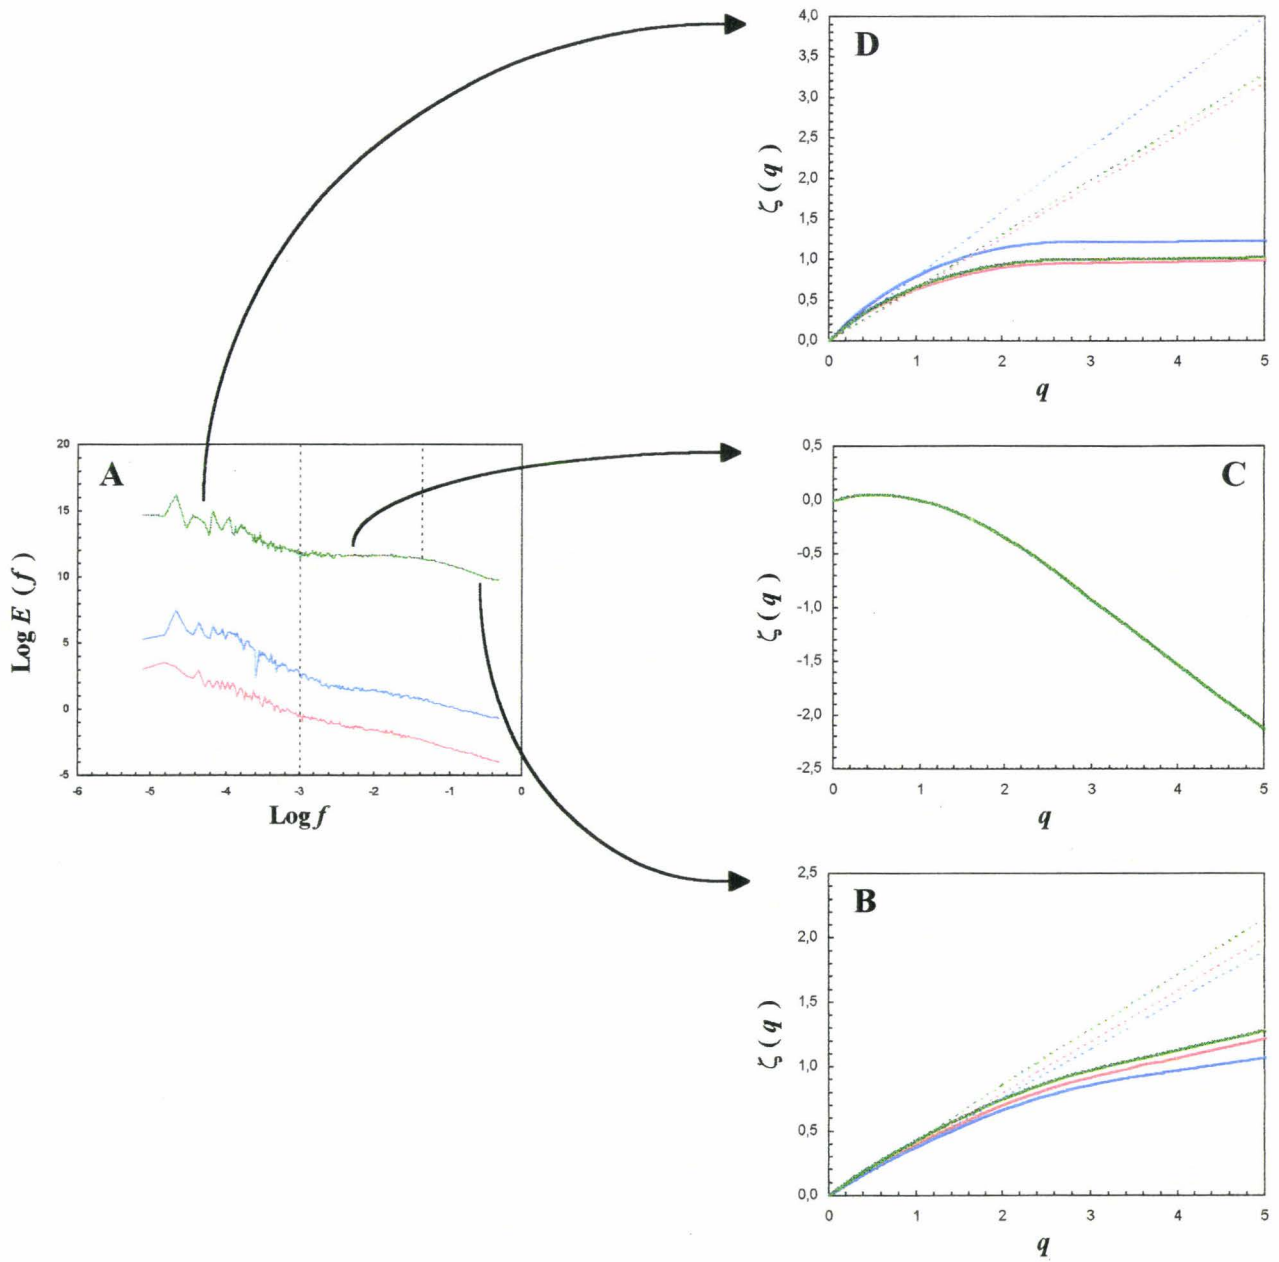 D
4,0
3,5
3,0
2,5
2,0
1,5
1,0
0,5
0,0
ζ ( q )
0 1 2 3 4 5
q
A
20
15
10
5
0
-5
Log E ( f )
-6 -5 -4 -3 -2 -1 0
Log f
C
0,5
0,0
-0,5
-1,0
-1,5
-2,0
-2,5
ζ ( q )
0 1 2 3 4 5
q
B
2,5
2,0
1,5
1,0
0,5
0,0
ζ ( q )
0 1 2 3 4 5
q